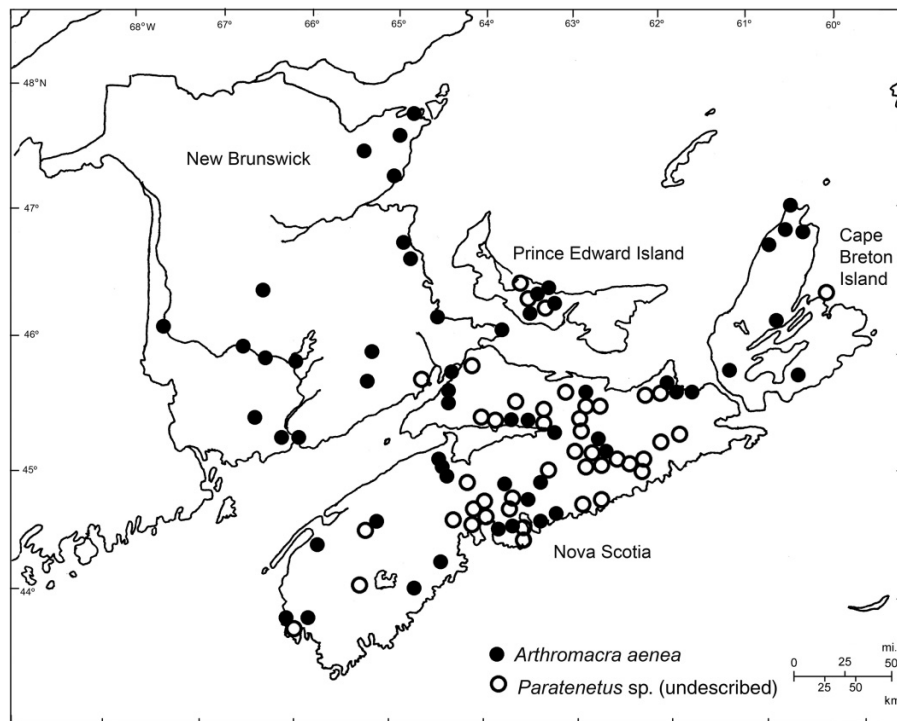 68°W 67° 66° 65° 64° 63° 62° 61° 60°
48°N
New Brunswick
47°
Prince Edward Island
Cape
Breton
Island
46°
45°
Nova Scotia
44°
Arthromacra aenea
Paratenetus sp. (undescribed)
mi.
0 25 50
25 50
km